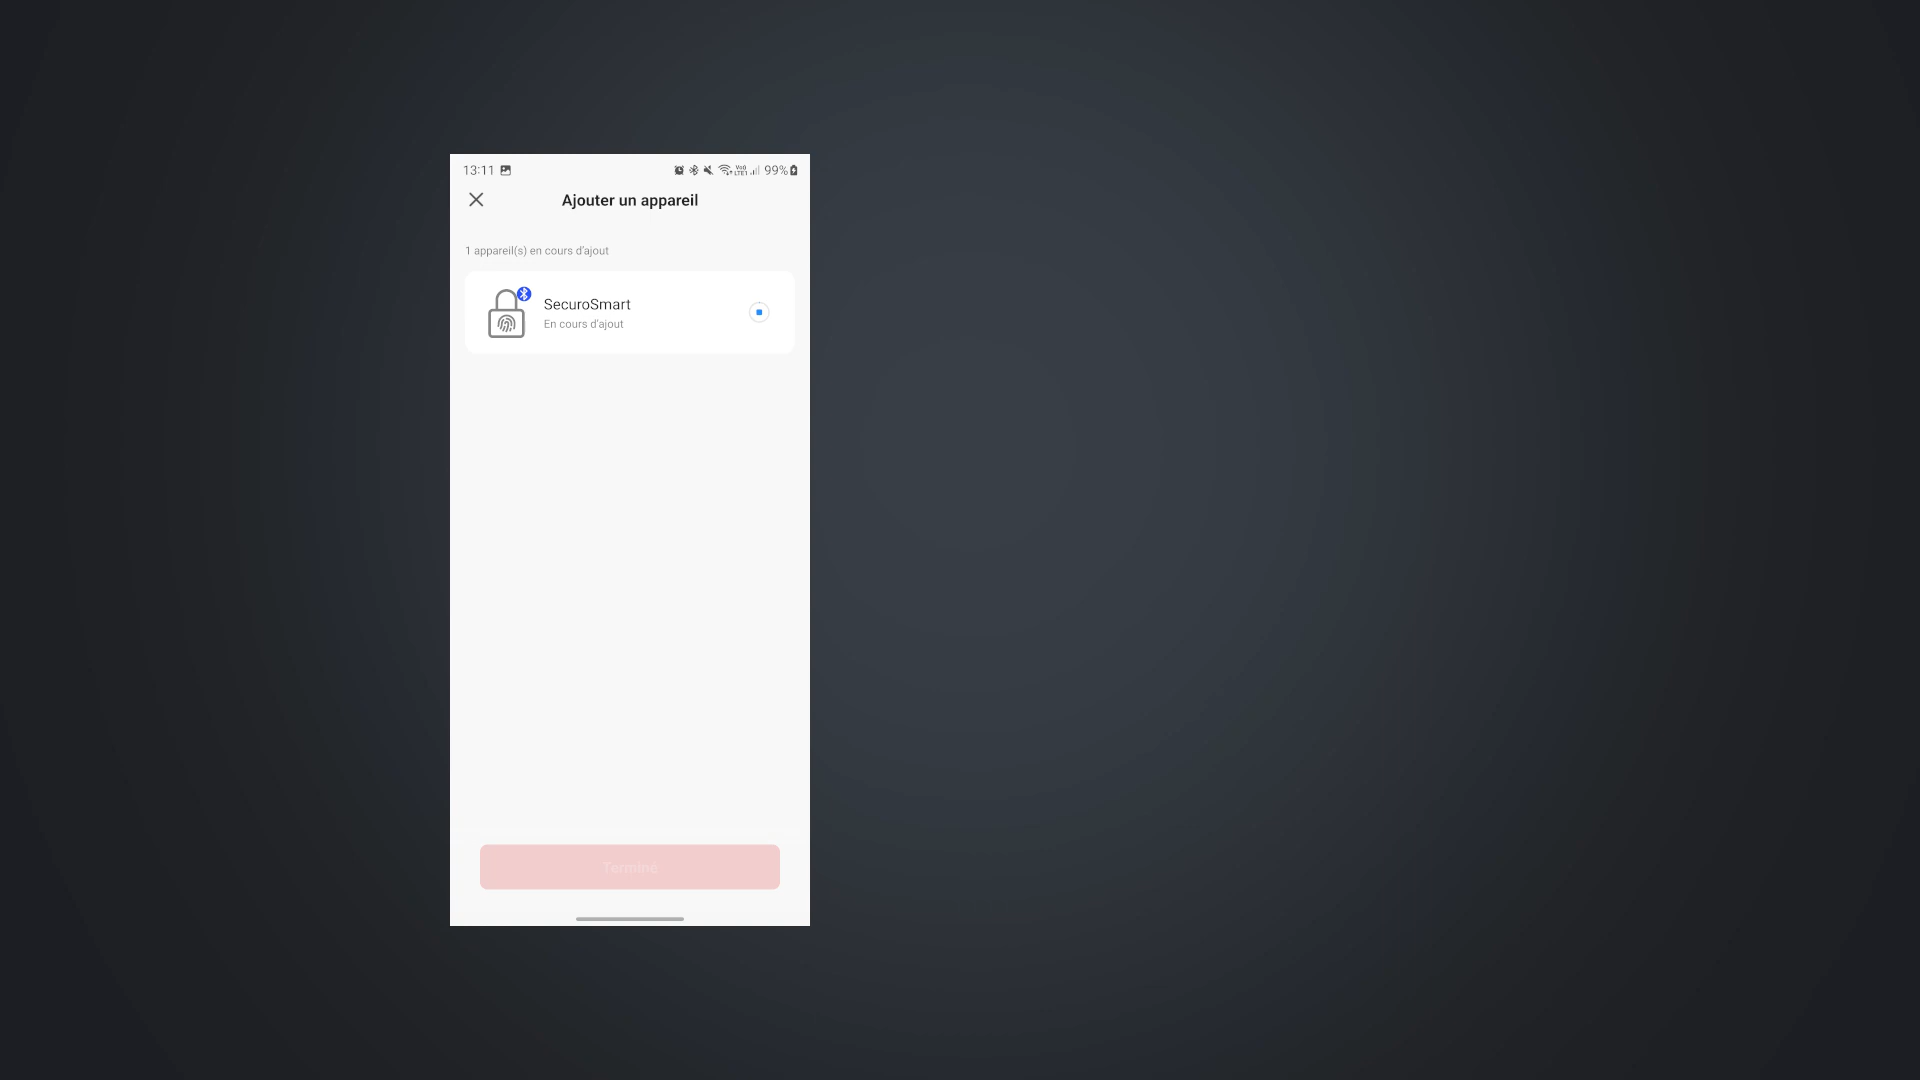 13:11 99%
Ajouter un appareil
1 appareil(s) en cours d'ajout
SecuroSmart
En cours d'ajout
Terminé